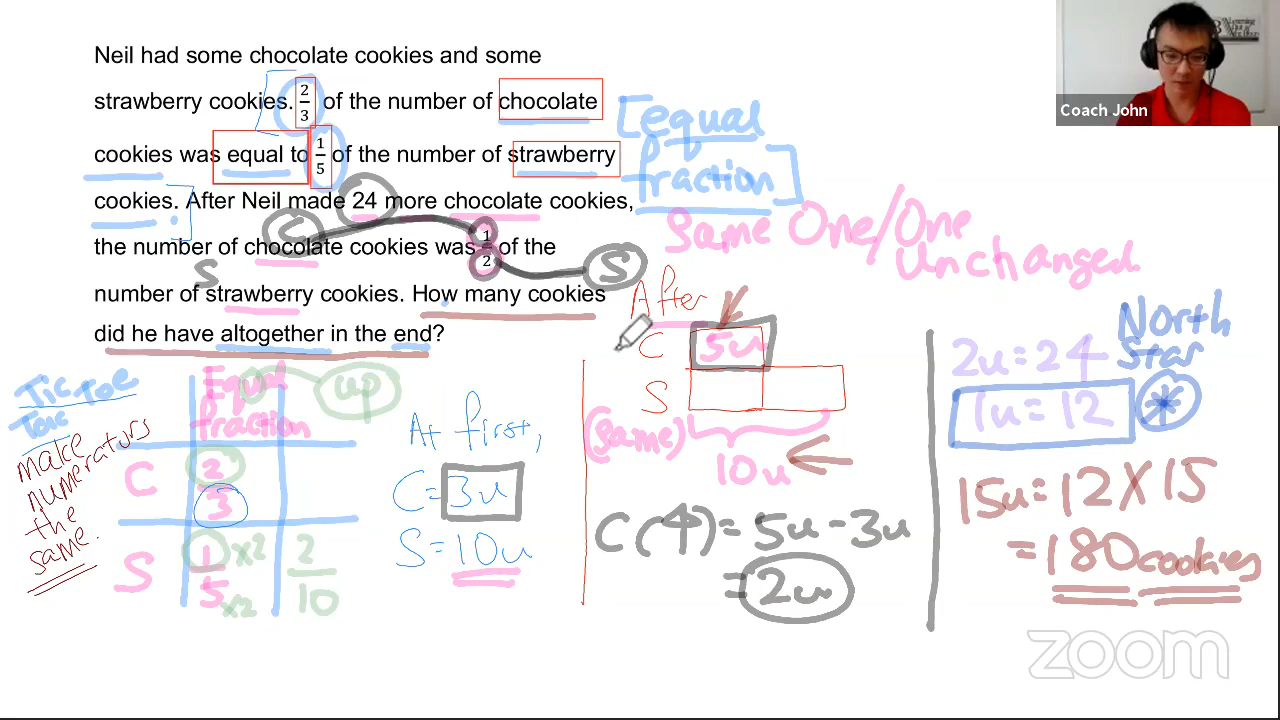 Neil had some chocolate cookies and some
strawberry cookies. 2/3 of the number of chocolate
cookies was equal to 1/5 of the number of strawberry
cookies. After Neil made 24 more chocolate cookies,
the number of chocolate cookies was 1/2 of the
number of strawberry cookies. How many cookies
did he have altogether in the end?
Coach John
[equal
fraction]
Same One/One
Unchanged
C
S
S
Tic Tac Toe
make
numerators
the
same.
Equal
fraction
up
C
2/3
S
1/5
×2
×2
2/10
At first,
C = 3u
S = 10u
After
C
5u
S
(same)
10u
C(↑) = 5u - 3u
= 2u
North
Star
2u = 24
1u = 12
*
15u = 12 × 15
= 180 cookies
zoom